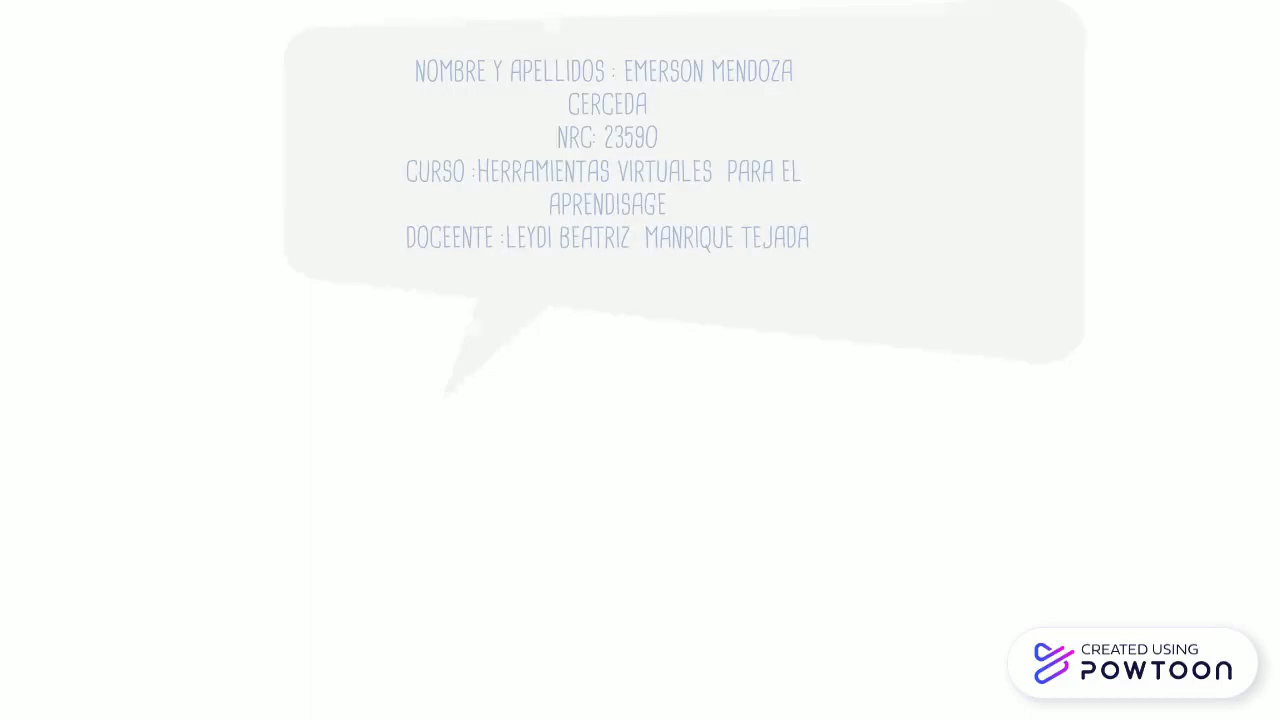 NOMBRE Y APELLIDOS : EMERSON MENDOZA
CERCEDA
NRC: 23590
CURSO :HERRAMIENTAS VIRTUALES PARA EL
APRENDISAGE
DOCEENTE :LEYDI BEATRIZ MANRIQUE TEJADA
CREATED USING
POWTOON